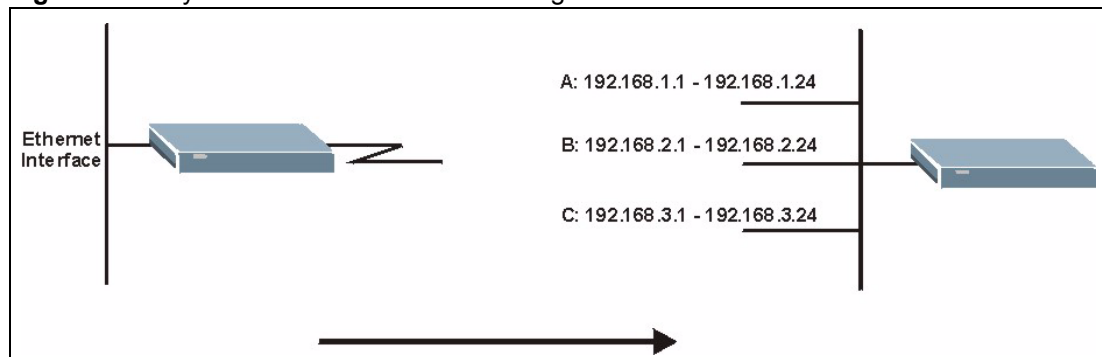 Ethernet
Interface
A: 192.168.1.1 - 192.168.1.24
B: 192.168.2.1 - 192.168.2.24
C: 192.168.3.1 - 192.168.3.24